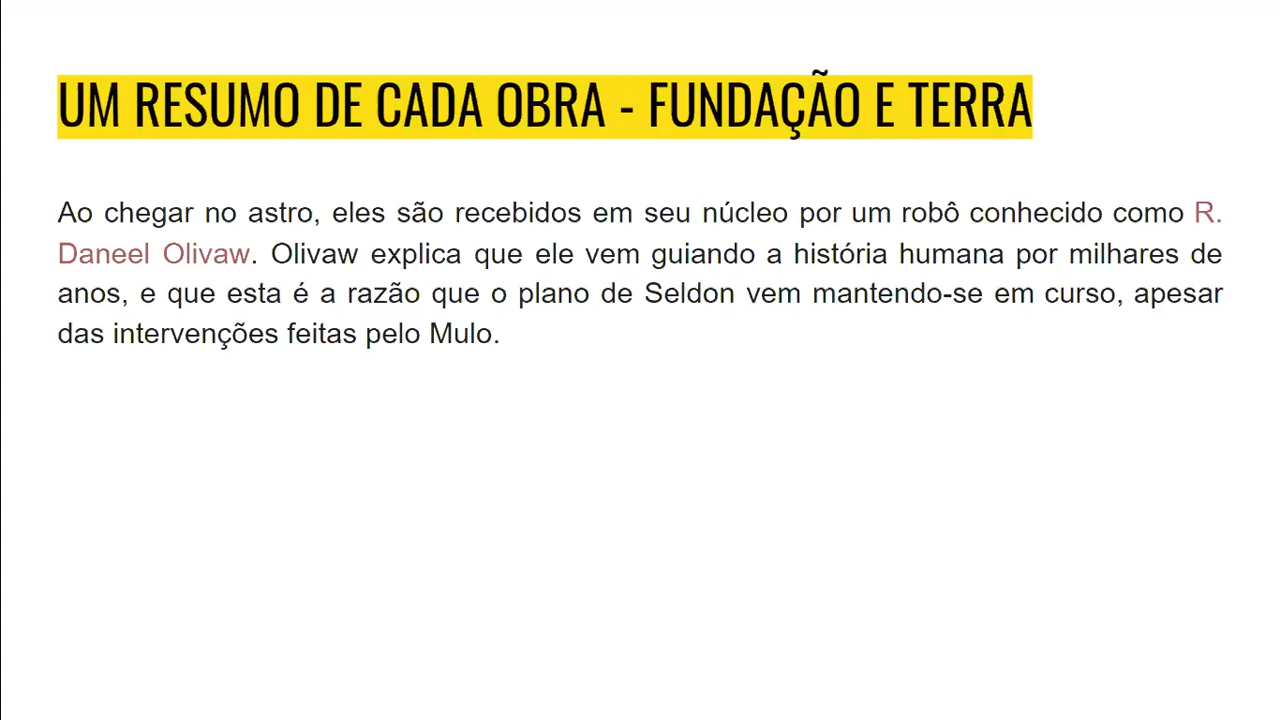 UM RESUMO DE CADA OBRA - FUNDAÇÃO E TERRA
Ao chegar no astro, eles são recebidos em seu núcleo por um robô conhecido como R.
Daneel Olivaw. Olivaw explica que ele vem guiando a história humana por milhares de
anos, e que esta é a razão que o plano de Seldon vem mantendo-se em curso, apesar
das intervenções feitas pelo Mulo.